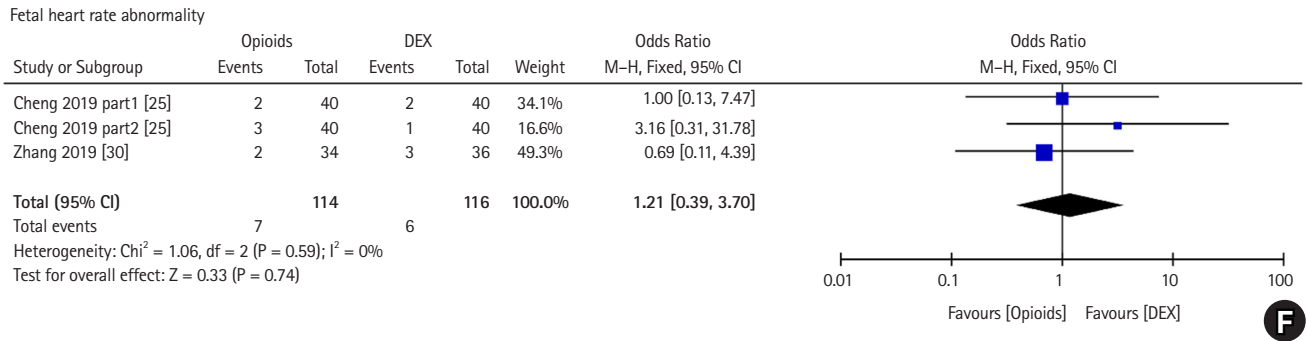 Fetal heart rate abnormality
Opioids DEX Odds Ratio Odds Ratio
Study or Subgroup Events Total Events Total Weight M–H, Fixed, 95% CI M–H, Fixed, 95% CI
Cheng 2019 part1 [25] 2 40 2 40 34.1% 1.00 [0.13, 7.47]
Cheng 2019 part2 [25] 3 40 1 40 16.6% 3.16 [0.31, 31.78]
Zhang 2019 [30] 2 34 3 36 49.3% 0.69 [0.11, 4.39]
Total (95% CI) 114 116 100.0% 1.21 [0.39, 3.70]
Total events 7 6
Heterogeneity: Chi² = 1.06, df = 2 (P = 0.59); I² = 0%
Test for overall effect: Z = 0.33 (P = 0.74)
0.01 0.1 1 10 100
Favours [Opioids] Favours [DEX]
F